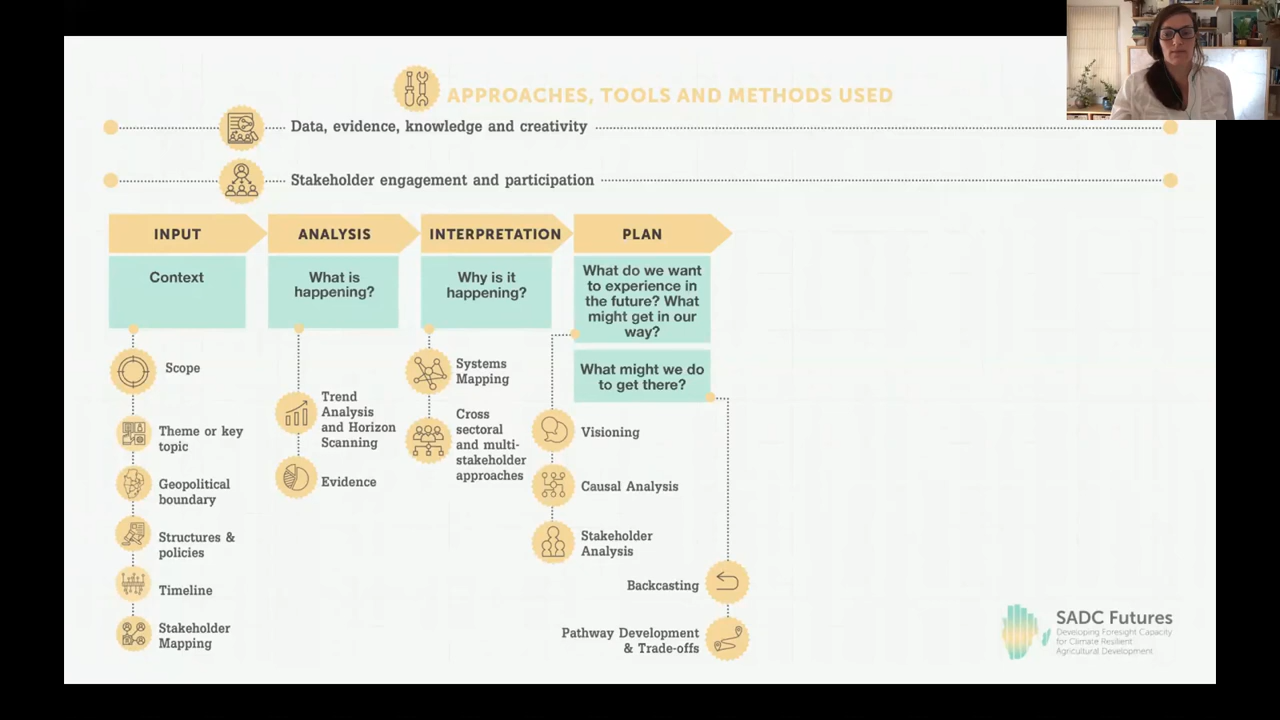 APPROACHES, TOOLS AND METHODS USED
Data, evidence, knowledge and creativity
Stakeholder engagement and participation
INPUT
ANALYSIS
INTERPRETATION
PLAN
Context
What is
happening?
Why is it
happening?
What do we want
to experience in
the future? What
might get in our
way?
What might we do
to get there?
Scope
Theme or key
topic
Geopolitical
boundary
Structures &
policies
Timeline
Stakeholder
Mapping
Trend
Analysis
and Horizon
Scanning
Evidence
Systems
Mapping
Cross
sectoral
and multi-
stakeholder
approaches
Visioning
Causal Analysis
Stakeholder
Analysis
Backcasting
Pathway Development
& Trade-offs
SADC Futures
Developing Foresight Capacity
for Climate Resilient
Agricultural Development